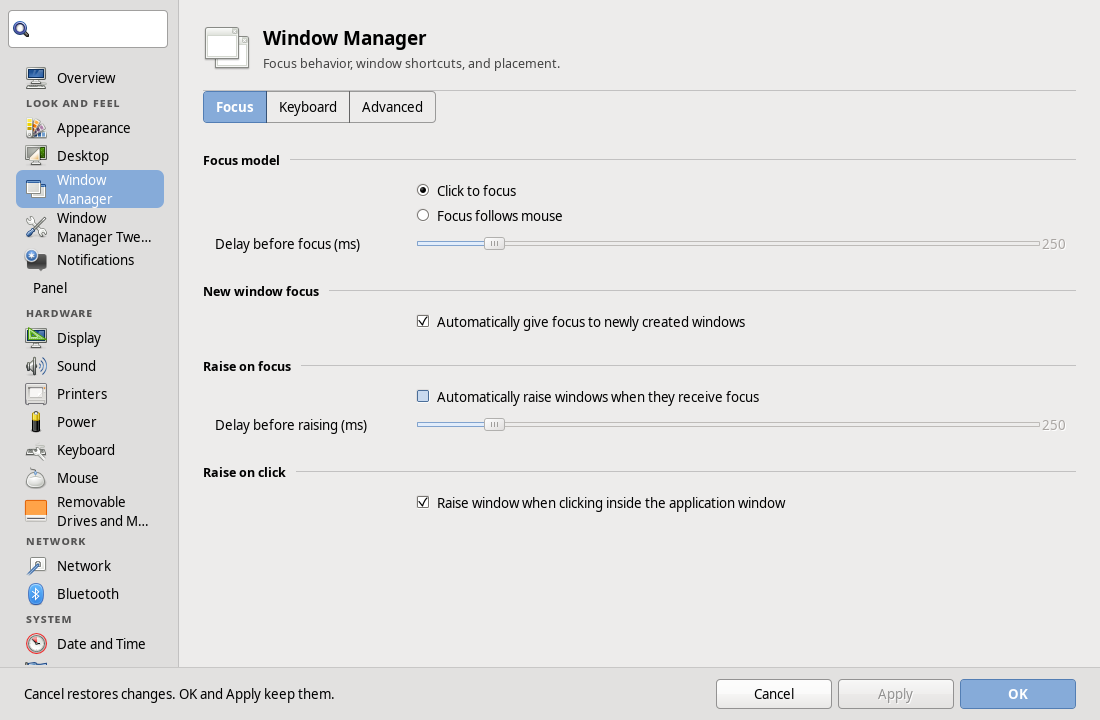 Overview
LOOK AND FEEL
Appearance
Desktop
Window
Manager
Window
Manager Twe...
Notifications
Panel
HARDWARE
Display
Sound
Printers
Power
Keyboard
Mouse
Removable
Drives and M...
NETWORK
Network
Bluetooth
SYSTEM
Date and Time
Window Manager
Focus behavior, window shortcuts, and placement.
Focus Keyboard Advanced
Focus model
Click to focus
Focus follows mouse
Delay before focus (ms) 250
New window focus
Automatically give focus to newly created windows
Raise on focus
Automatically raise windows when they receive focus
Delay before raising (ms) 250
Raise on click
Raise window when clicking inside the application window
Cancel restores changes. OK and Apply keep them.
Cancel Apply OK